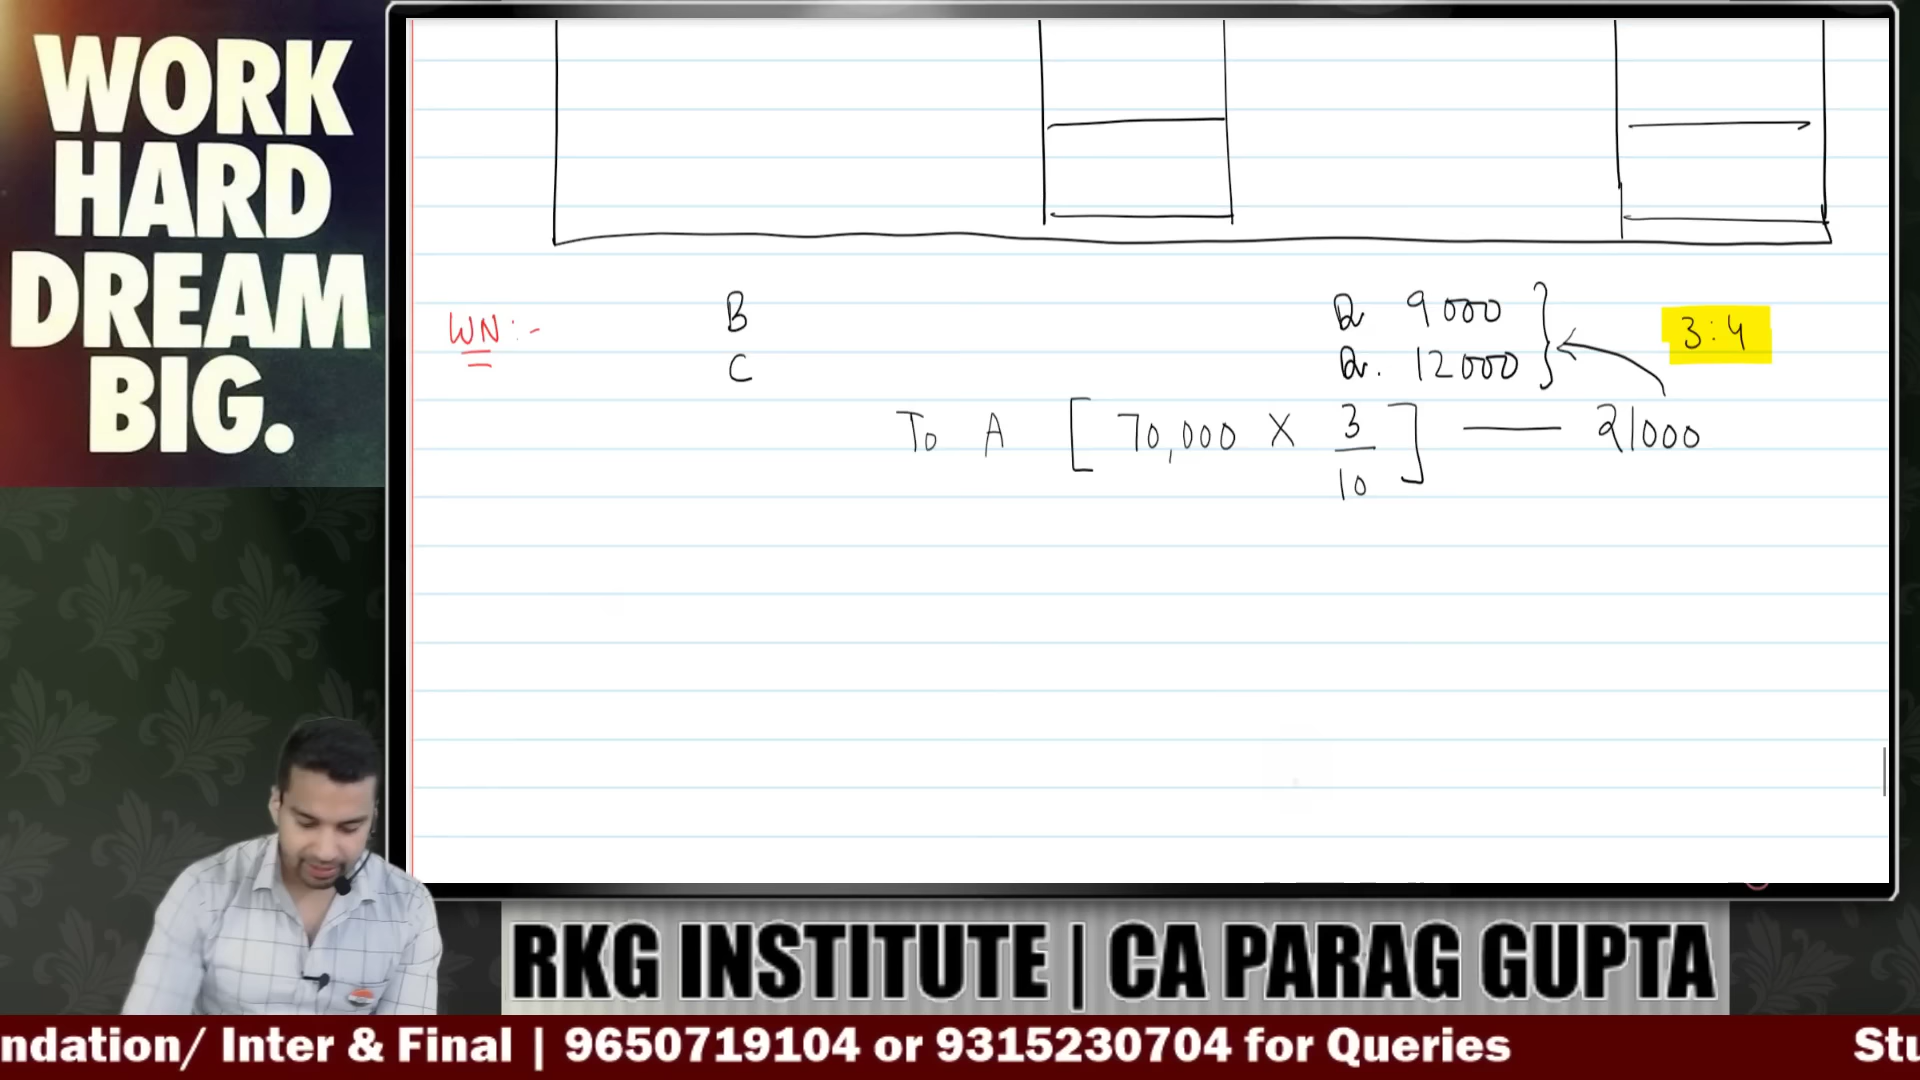 WORK
HARD
DREAM
BIG.
WN:-
B Dr 9000
C Dr. 12000
3:4
To A [ 70,000 X 3/10 ] — 21000
RKG INSTITUTE | CA PARAG GUPTA
ndation/ Inter & Final | 9650719104 or 9315230704 for Queries Stu